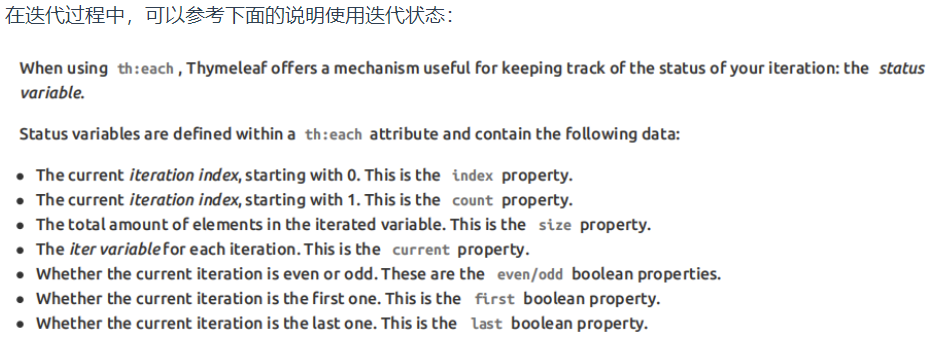 在迭代过程中，可以参考下面的说明使用迭代状态：
When using th:each , Thymeleaf offers a mechanism useful for keeping track of the status of your iteration: the status
variable.
Status variables are defined within a th:each attribute and contain the following data:
• The current iteration index, starting with 0. This is the index property.
• The current iteration index, starting with 1. This is the count property.
• The total amount of elements in the iterated variable. This is the size property.
• The iter variable for each iteration. This is the current property.
• Whether the current iteration is even or odd. These are the even/odd boolean properties.
• Whether the current iteration is the first one. This is the first boolean property.
• Whether the current iteration is the last one. This is the last boolean property.